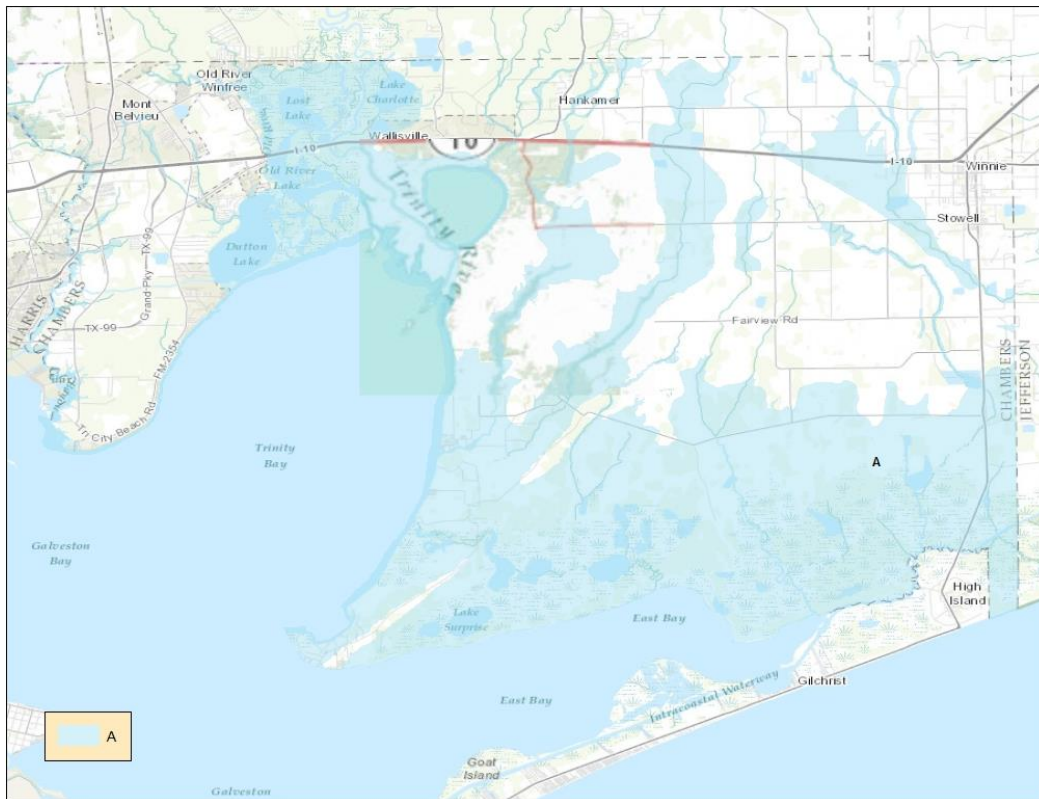 Old River
Winfree
Lake
Charlotte
Mont
Belvieu
Lost
Lake
Hankamer
Wallisville
10
I-10
I-10
Winnie
Old River
Lake
Trinity River
Stowell
Dutton
Lake
Grand Pky
TX-99
TX-99
HARRIS
CHAMBERS
FM-2354
Tri City Beach Rd
Fairview Rd
CHAMBERS
JEFFERSON
Trinity
Bay
A
Galveston
Bay
High
Island
Lake
Surprise
East Bay
Gilchrist
East Bay
Intracoastal Waterway
A
Goat
Island
Galveston